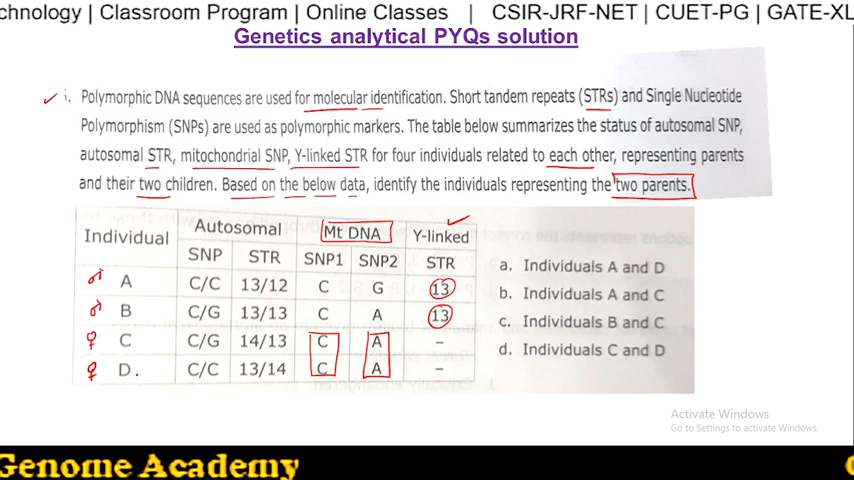 chnology | Classroom Program | Online Classes | CSIR-JRF-NET | CUET-PG | GATE-XL
Genetics analytical PYQs solution
Polymorphic DNA sequences are used for molecular identification. Short tandem repeats (STRs) and Single Nucleotide
Polymorphism (SNPs) are used as polymorphic markers. The table below summarizes the status of autosomal SNP,
autosomal STR, mitochondrial SNP, Y-linked STR for four individuals related to each other, representing parents
and their two children. Based on the below data, identify the individuals representing the two parents.
Individual Autosomal Mt DNA Y-linked
SNP STR SNP1 SNP2 STR
♂ A C/C 13/12 C G 13
♂ B C/G 13/13 C A 13
♀ C C/G 14/13 C A -
♀ D. C/C 13/14 C A -
a. Individuals A and D
b. Individuals A and C
c. Individuals B and C
d. Individuals C and D
Activate Windows
Go to Settings to activate Windows.
Genome Academy